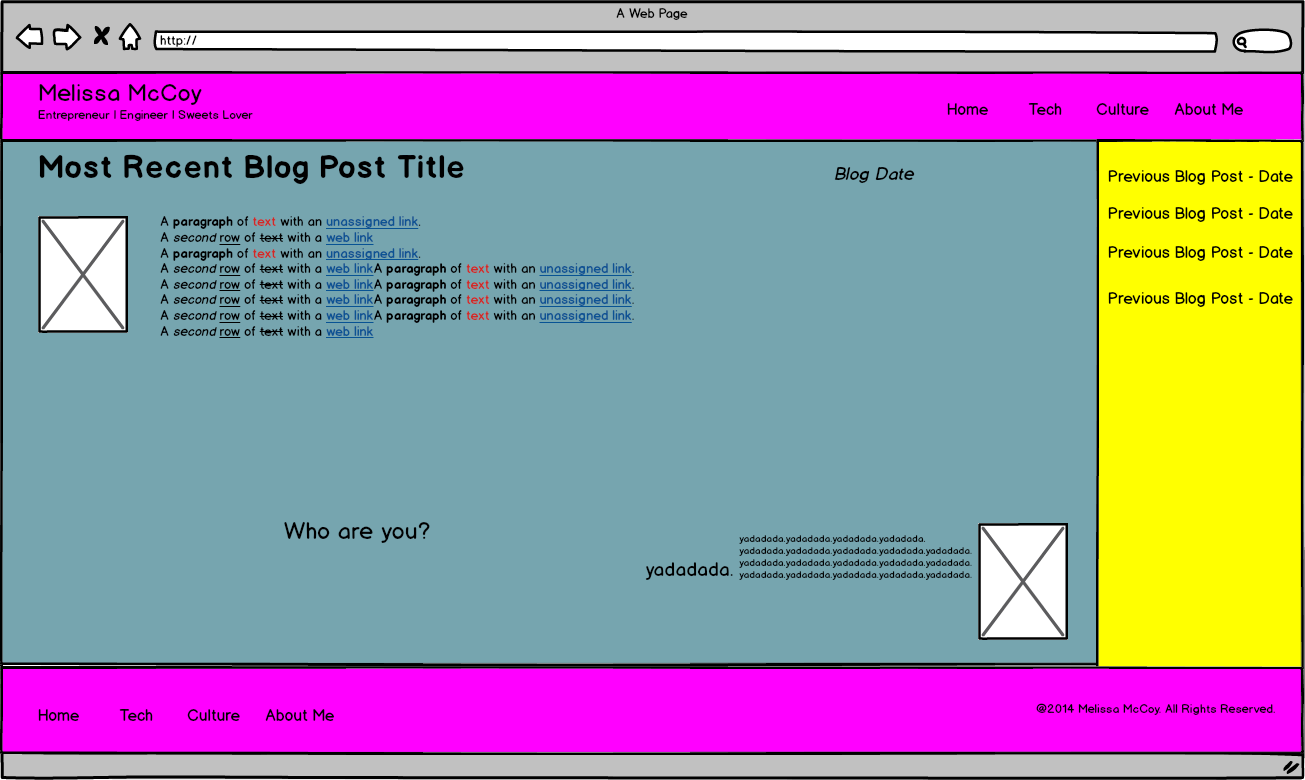 A Web Page
http://
Melissa McCoy
Entrepreneur | Engineer | Sweets Lover
Home Tech Culture About Me
Most Recent Blog Post Title
Blog Date
A paragraph of text with an unassigned link.
A second row of text with a web link
A paragraph of text with an unassigned link.
A second row of text with a web linkA paragraph of text with an unassigned link.
A second row of text with a web linkA paragraph of text with an unassigned link.
A second row of text with a web linkA paragraph of text with an unassigned link.
A second row of text with a web linkA paragraph of text with an unassigned link.
A second row of text with a web link
Previous Blog Post - Date
Previous Blog Post - Date
Previous Blog Post - Date
Previous Blog Post - Date
Who are you?
yadadada.
yadadada.yadadada.yadadada.yadadada.
yadadada.yadadada.yadadada.yadadada.yadadada.
yadadada.yadadada.yadadada.yadadada.yadadada.
yadadada.yadadada.yadadada.yadadada.yadadada.
Home Tech Culture About Me
@2014 Melissa McCoy. All Rights Reserved.